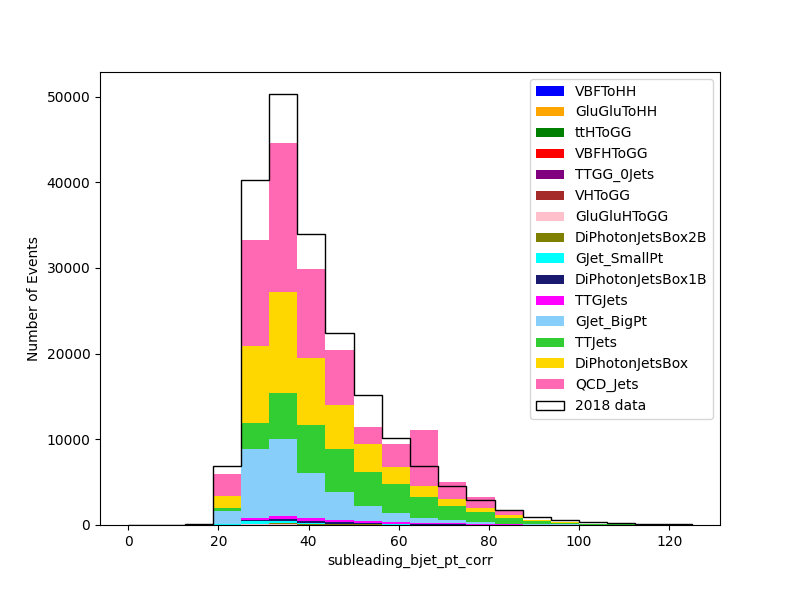 50000
40000
30000
20000
10000
0
Number of Events
0
20
40
60
80
100
120
subleading_bjet_pt_corr
VBFToHH
GluGluToHH
ttHToGG
VBFHToGG
TTGG_0Jets
VHToGG
GluGluHToGG
DiPhotonJetsBox2B
GJet_SmallPt
DiPhotonJetsBox1B
TTGJets
GJet_BigPt
TTJets
DiPhotonJetsBox
QCD_Jets
2018 data